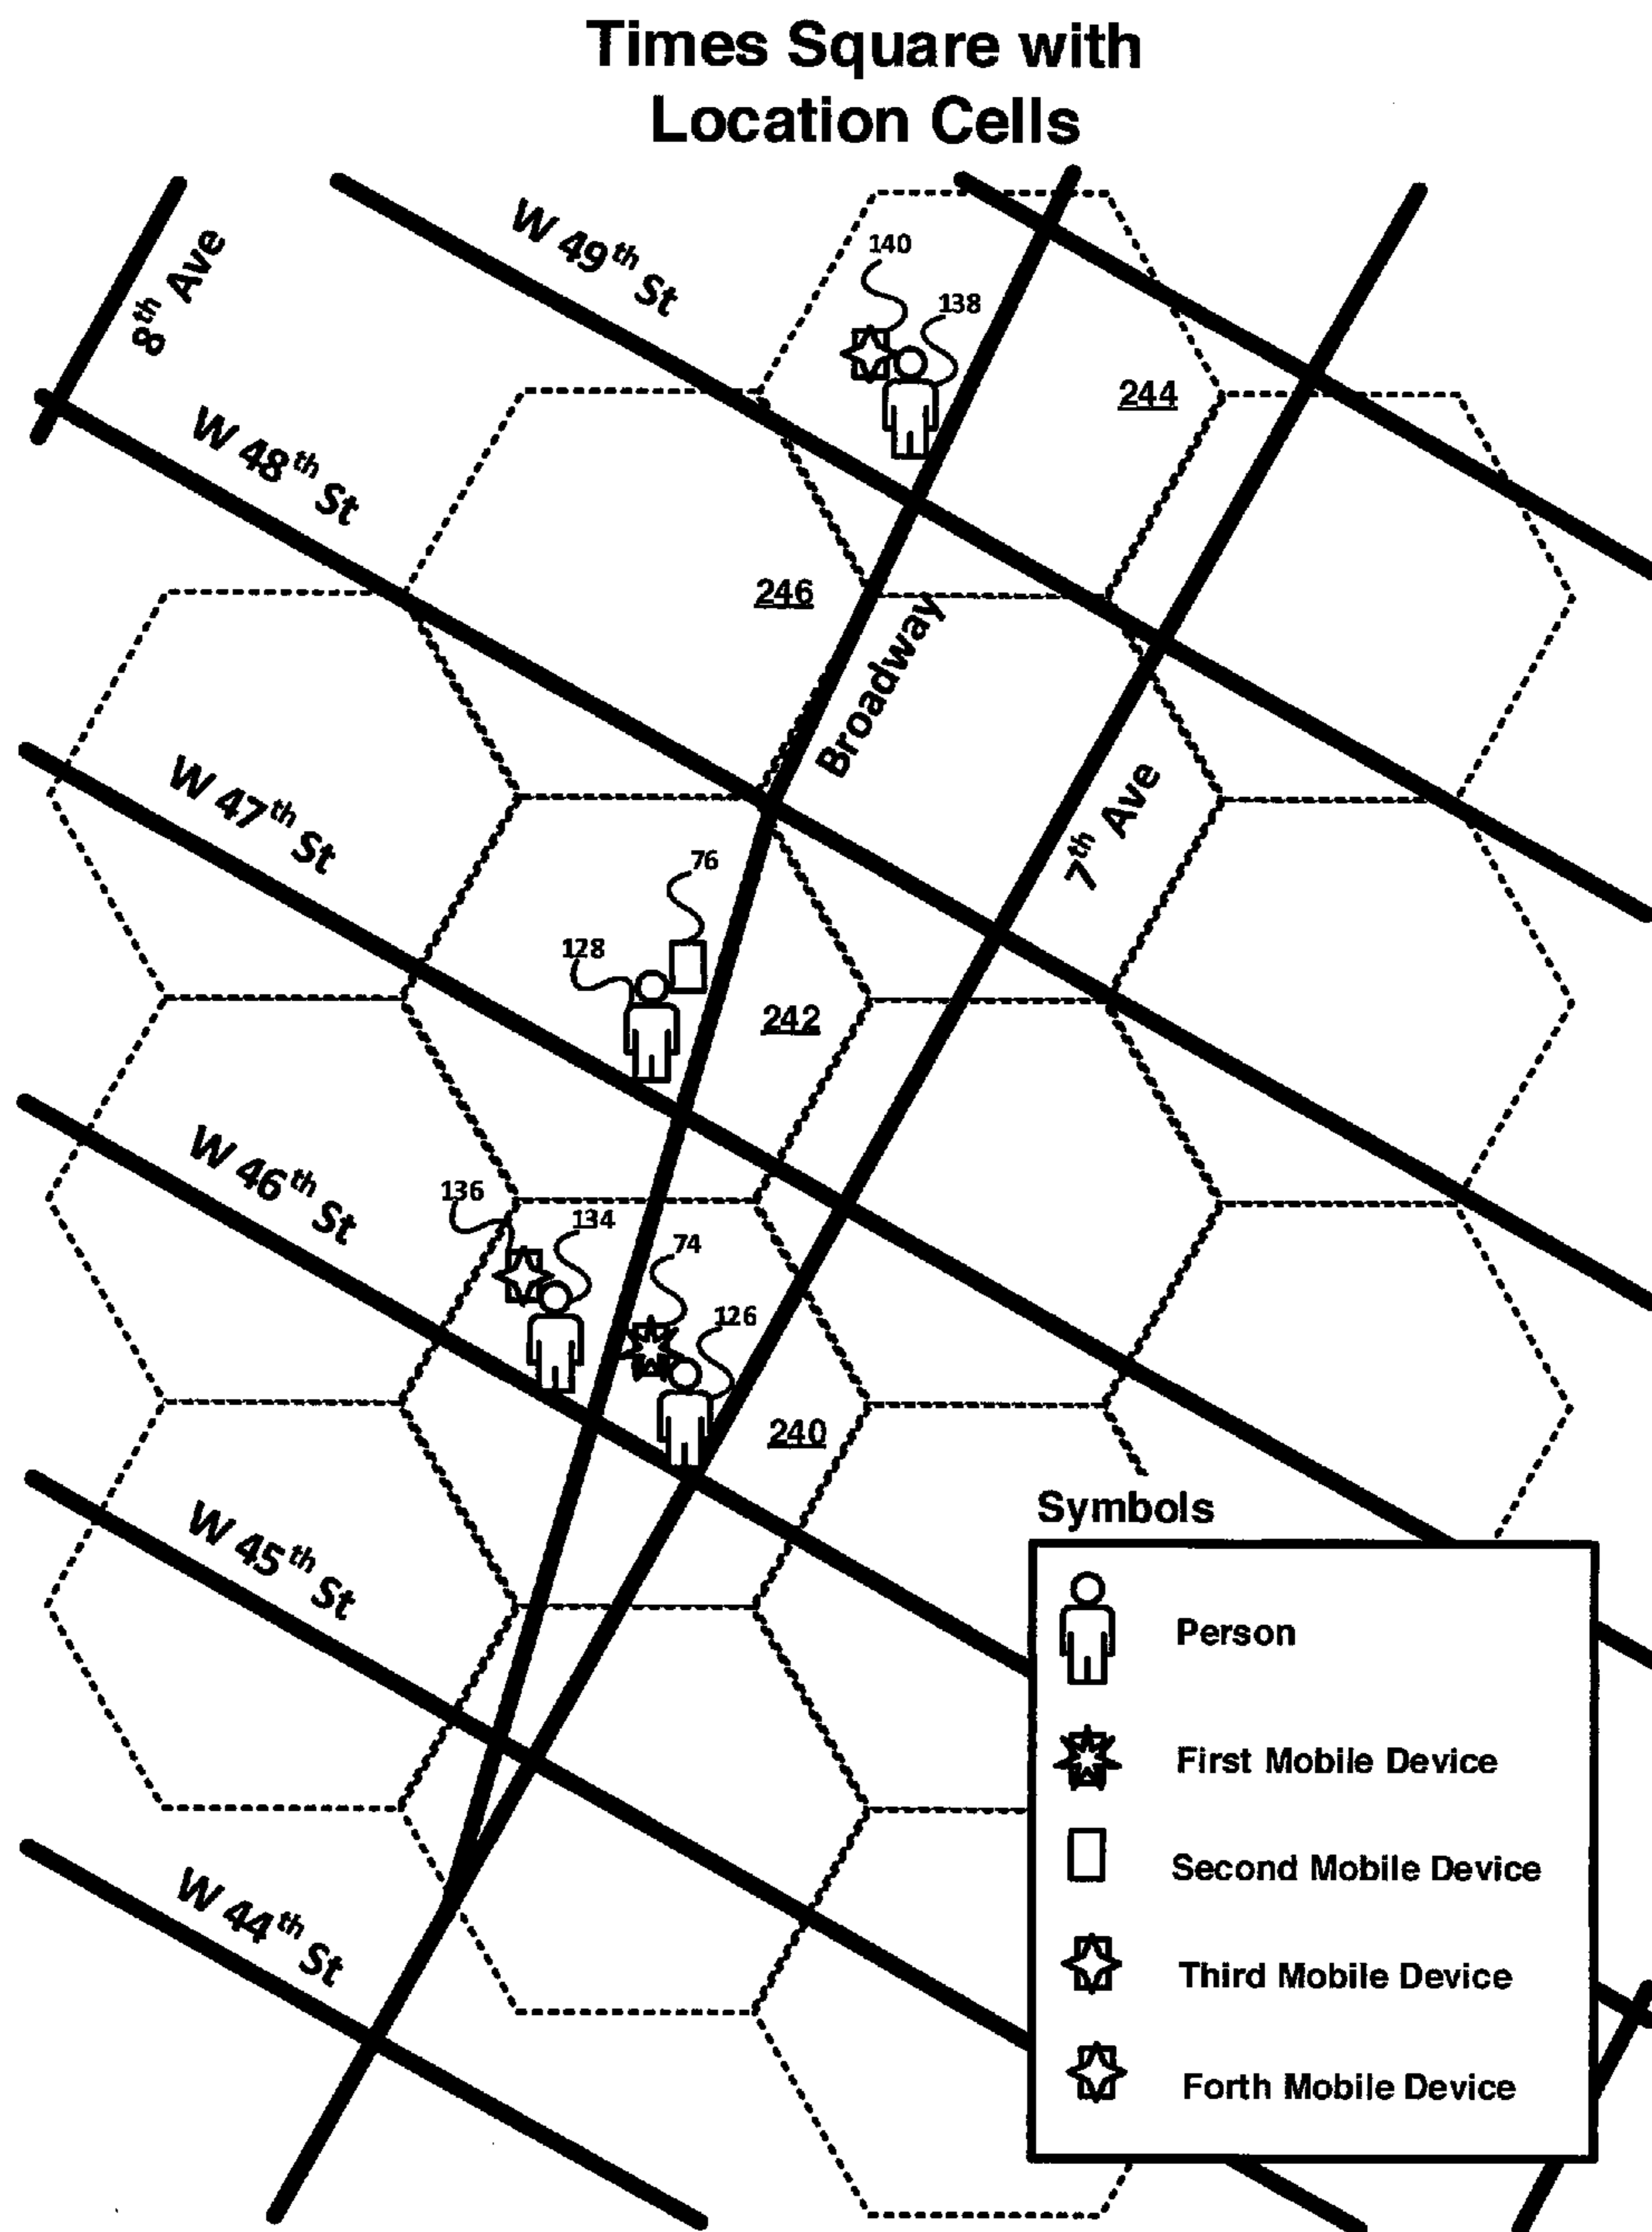 Times Square with
Location Cells
8th Ave
W 49th St
140
138
244
W 48th St
246
Broadway
W 47th St
7th Ave
76
128
242
W 46th St
136
134
74
126
240
W 45th St
Symbols
Person
First Mobile Device
Second Mobile Device
W 44th St
Third Mobile Device
Forth Mobile Device